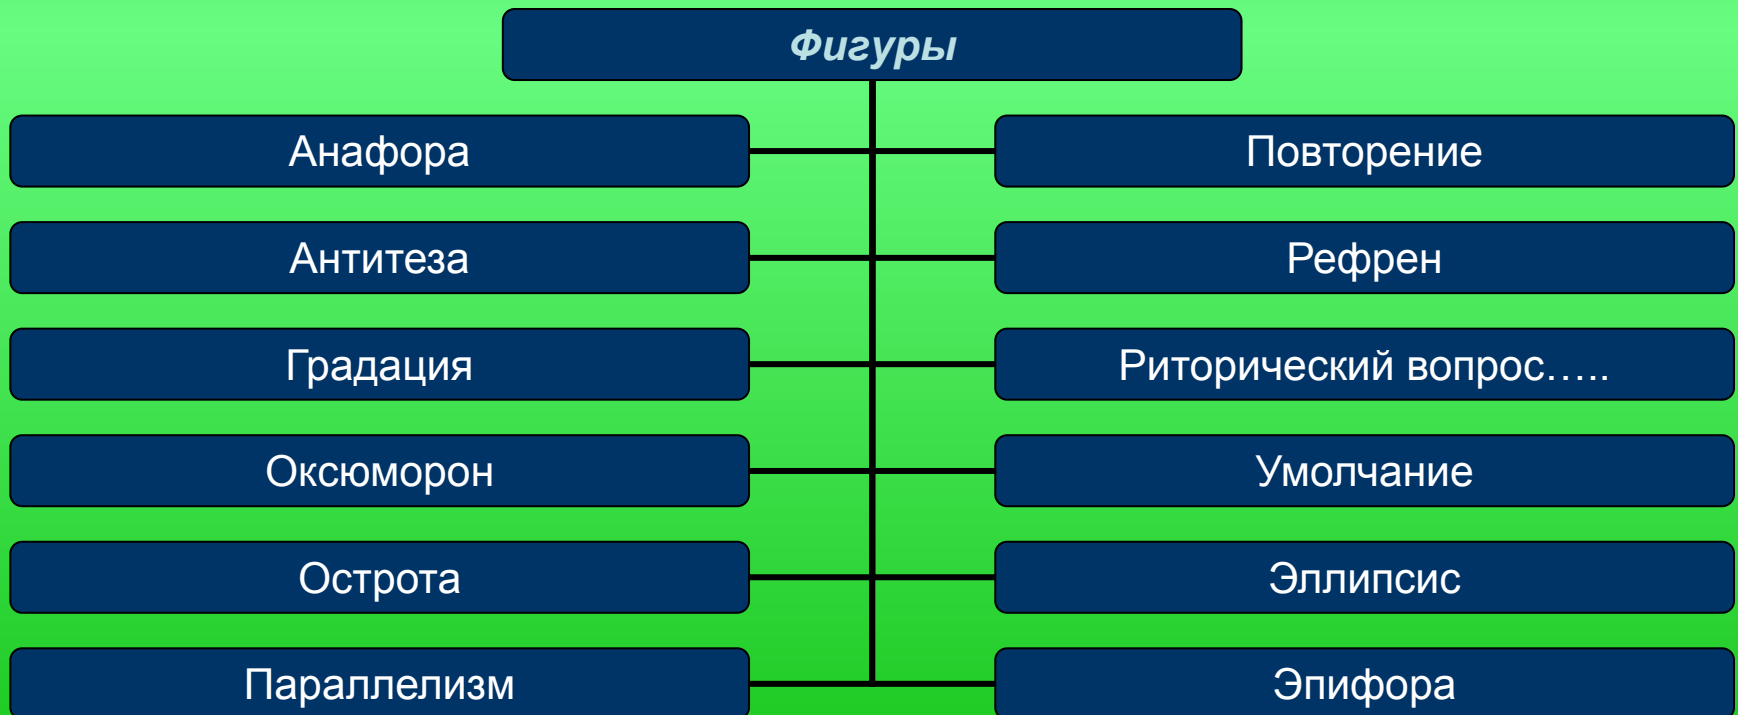 Фигуры
Анафора
Повторение
Антитеза
Рефрен
Градация
Риторический вопрос…..
Оксюморон
Умолчание
Острота
Эллипсис
Параллелизм
Эпифора